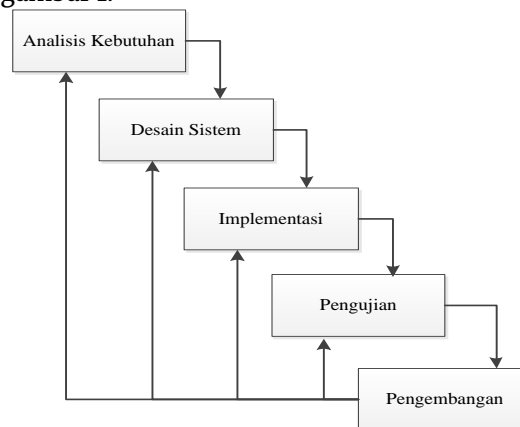 gambar 1.
Analisis Kebutuhan
Desain Sistem
Implementasi
Pengujian
Pengembangan